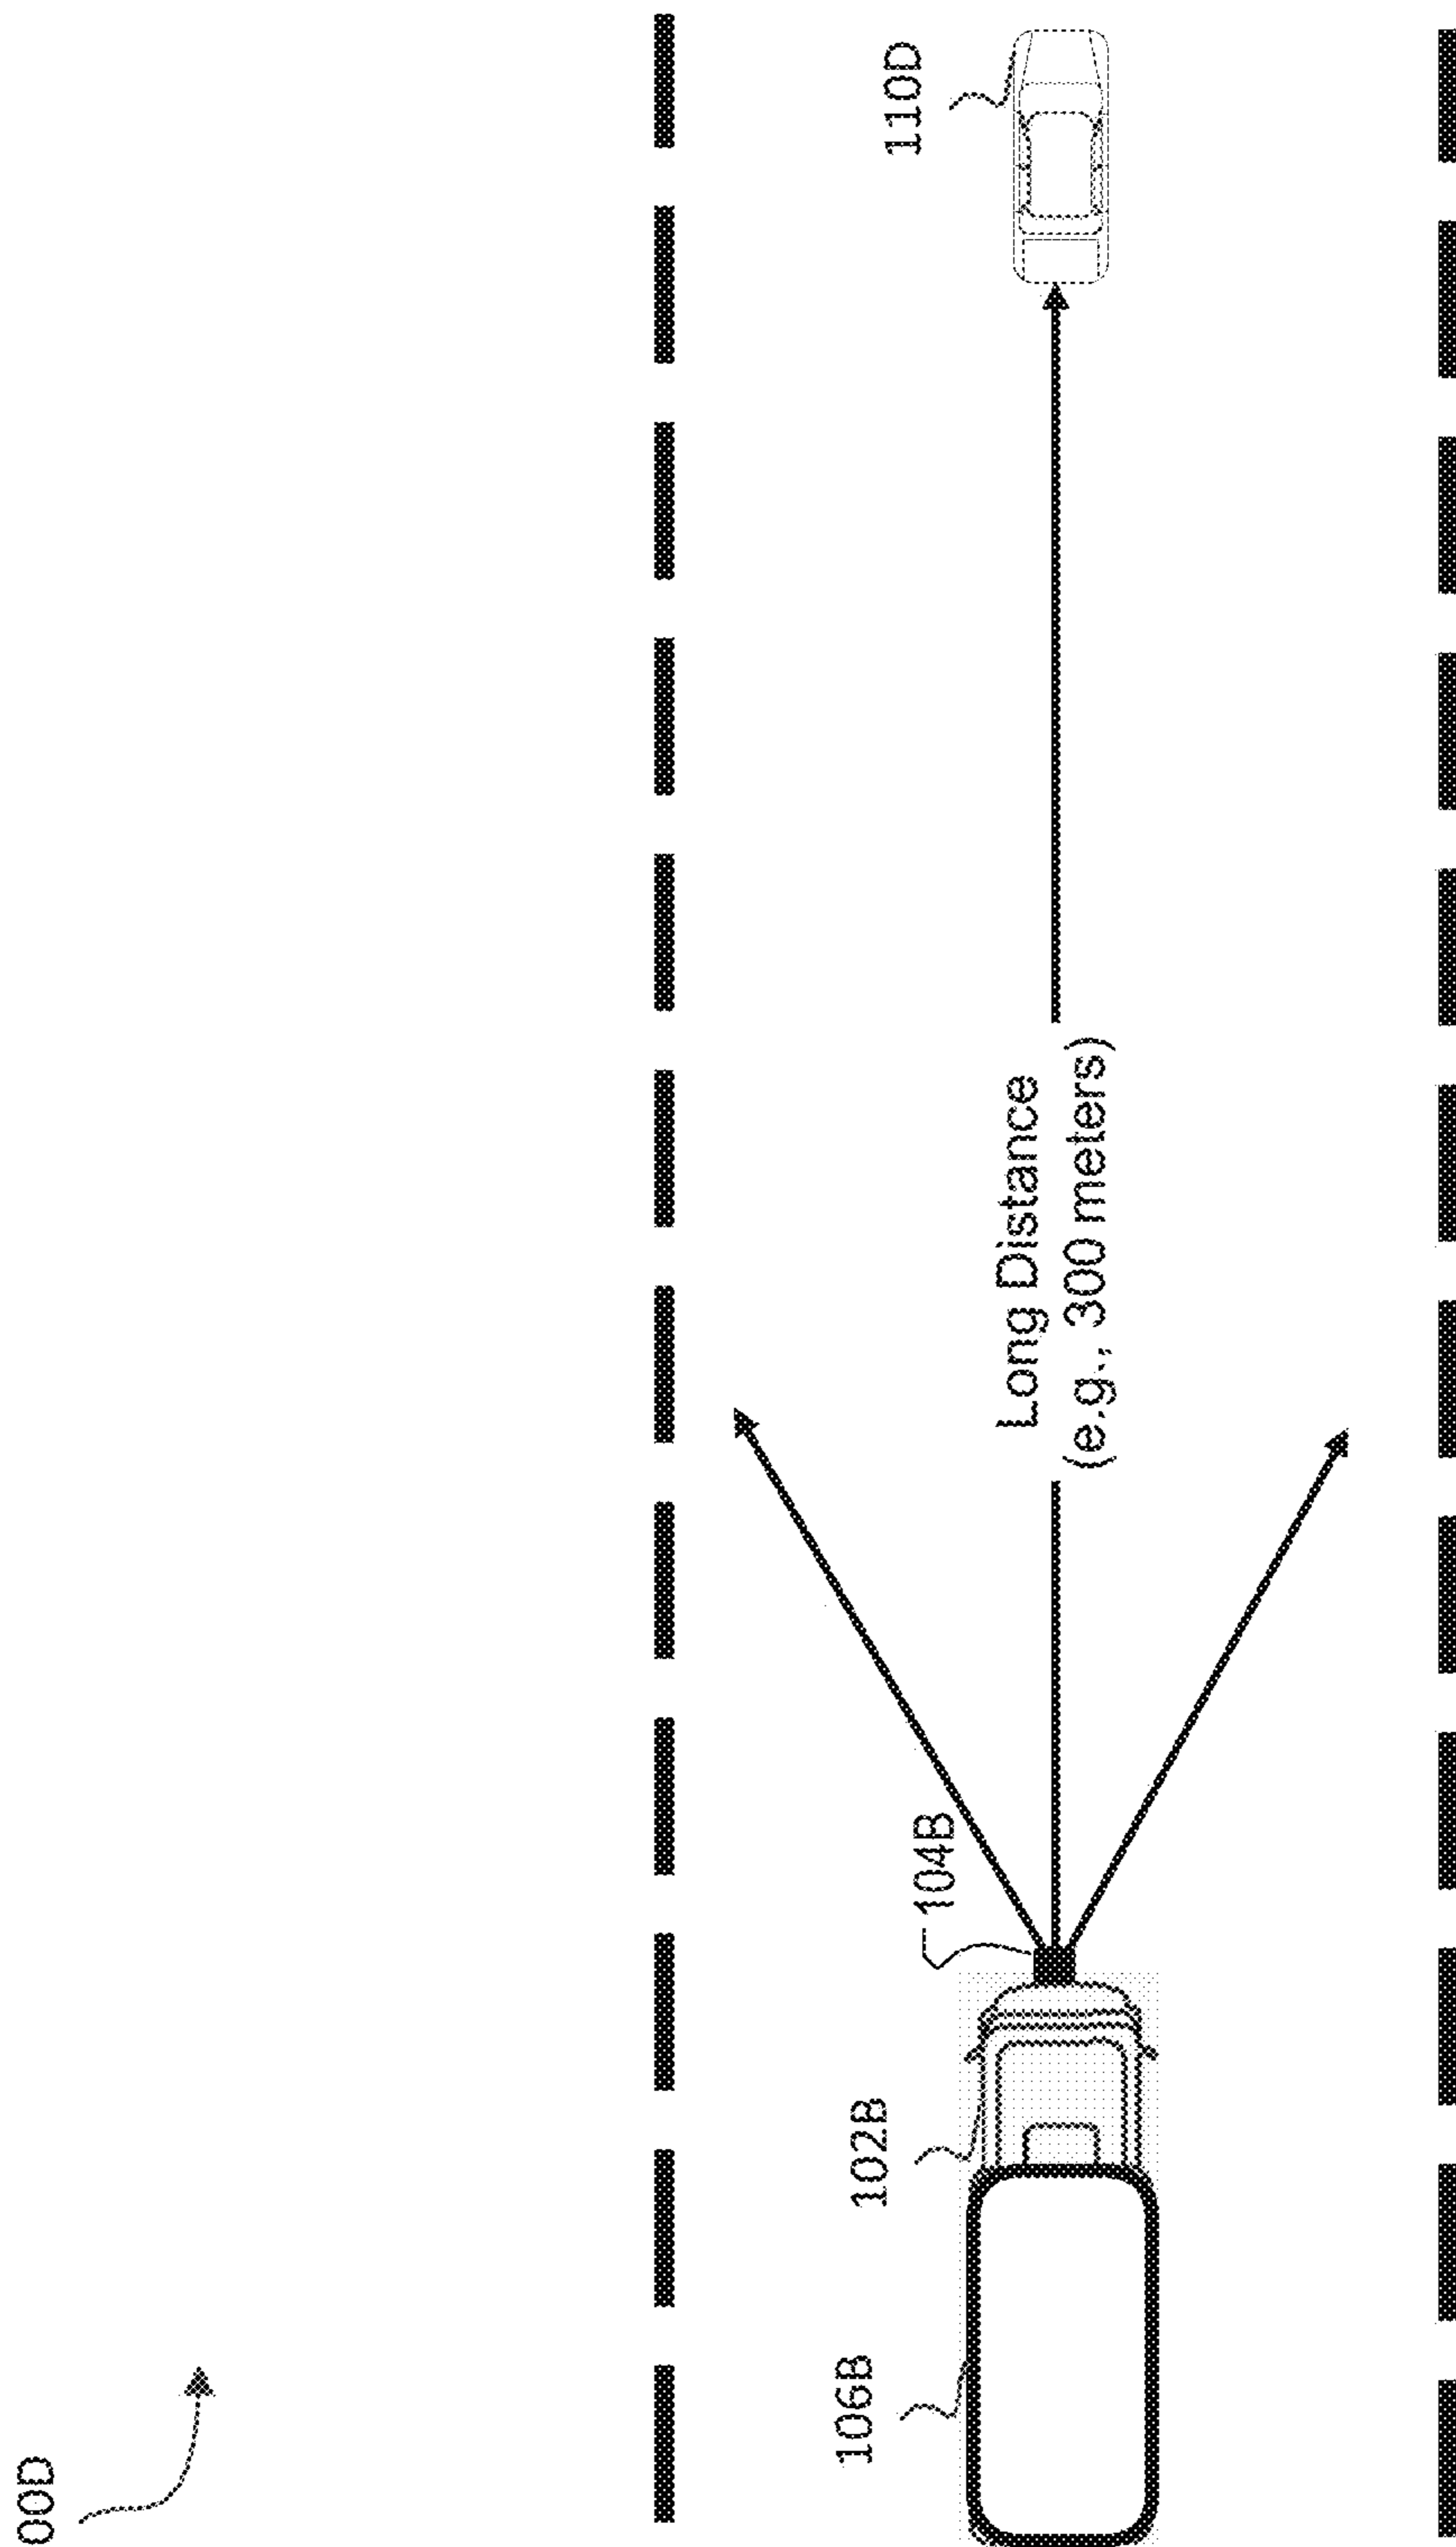 00D
110D
Long Distance
(e.g., 300 meters)
104B
102B
106B